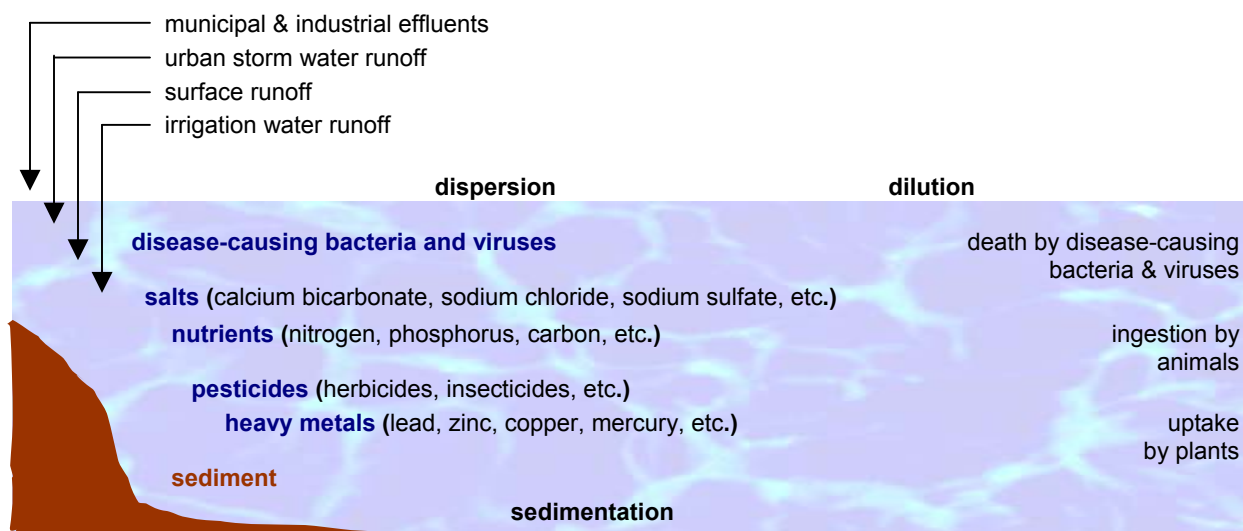 municipal & industrial effluents
urban storm water runoff
surface runoff
irrigation water runoff
dispersion
dilution
disease-causing bacteria and viruses
death by disease-causing
bacteria & viruses
salts (calcium bicarbonate, sodium chloride, sodium sulfate, etc.)
nutrients (nitrogen, phosphorus, carbon, etc.)
ingestion by
animals
pesticides (herbicides, insecticides, etc.)
heavy metals (lead, zinc, copper, mercury, etc.)
uptake
by plants
sediment
sedimentation